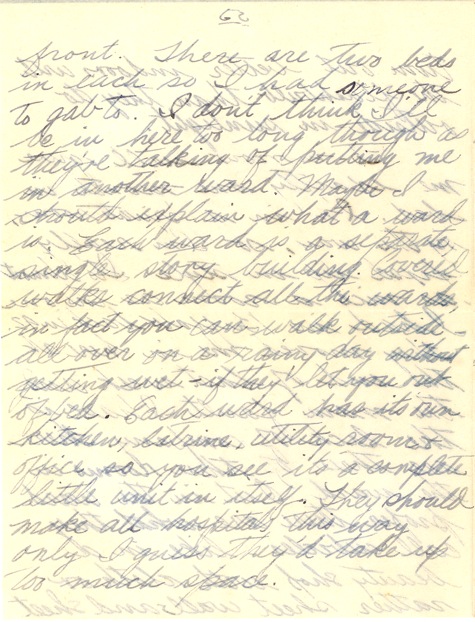 62
front. There are two beds
in each so I had someone
to gab to. I dont think I'll
be in here too long though as
they're talking of putting me
in another ward. Maybe I
should explain what a ward
is. Each ward is a seperate,
single story building. Coverd
walks connect all the wards
in fact you can walk outside
all over on a rainy day without
getting wet - if they'd let you out
of bed. Each ward has its own
kitchen, latrine, utility room &
office so you see its a complete
little unit in itself. They should
make all hospitals this way
only I guess they'd take up
too much space.